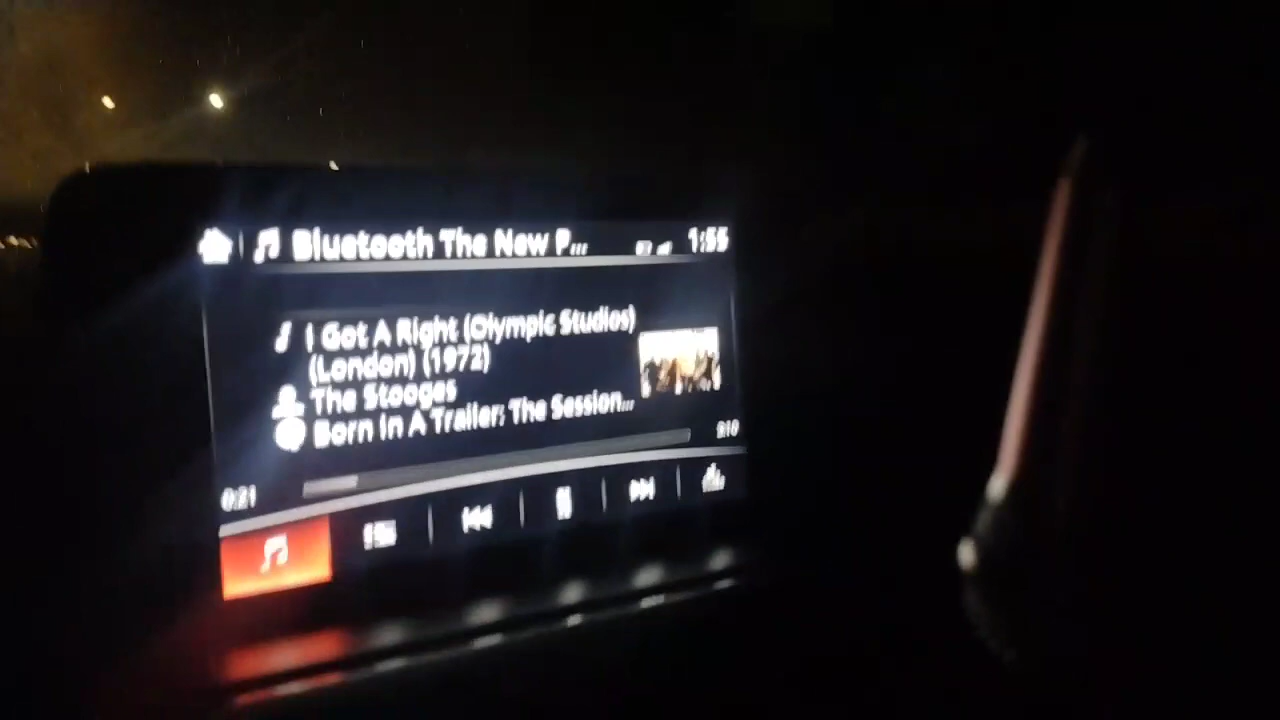 Bluetooth The New P... 1:55
I Got A Right (Olympic Studios)
(London) (1972)
The Stooges
Born In A Trailer: The Session...
0:21